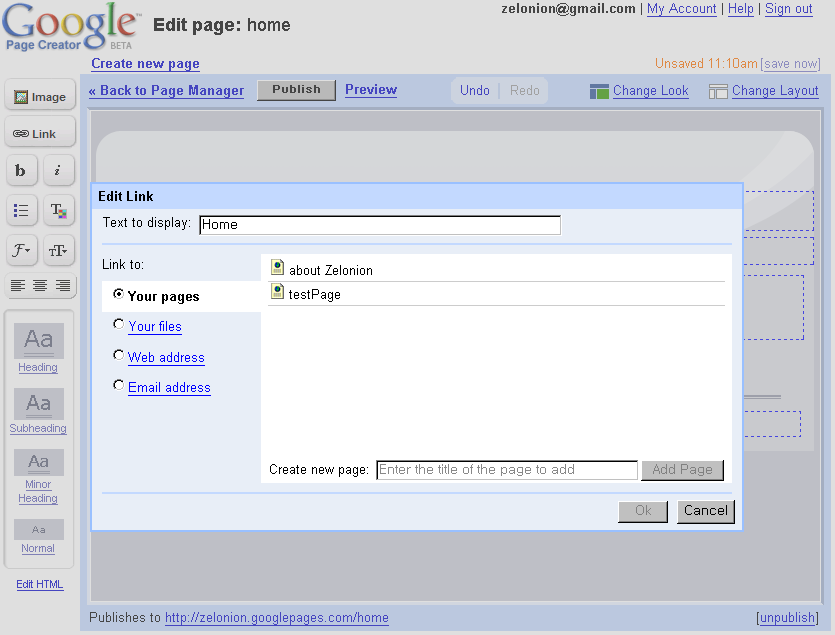 Google™
Page Creator BETA
Edit page: home
zelonion@gmail.com | My Account | Help | Sign out
Create new page
Unsaved 11:10am [save now]
« Back to Page Manager Publish Preview Undo Redo Change Look Change Layout
Image
Link
b i
T
F TT
Aa
Heading
Aa
Subheading
Aa
Minor
Heading
Aa
Normal
Edit HTML
Edit Link
Text to display: Home
Link to:
Your pages
Your files
Web address
Email address
about Zelonion
testPage
Create new page: Enter the title of the page to add Add Page
Ok Cancel
Publishes to http://zelonion.googlepages.com/home [unpublish]